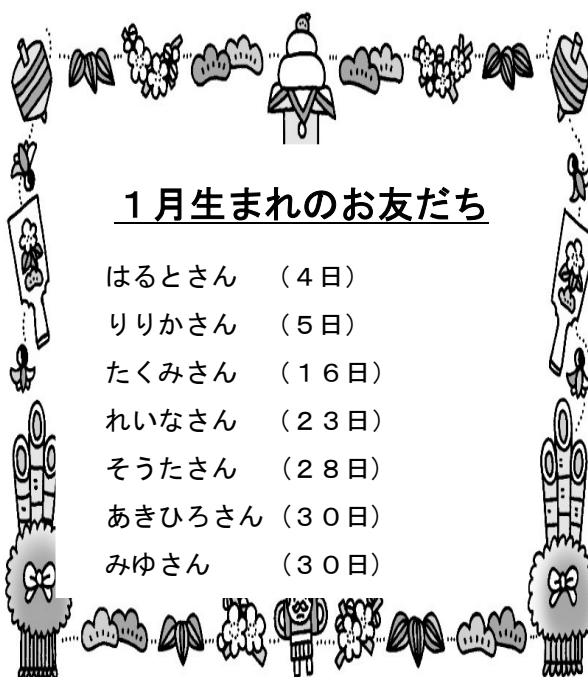 １月生まれのお友だち
はるとさん　（４日）
りりかさん　（５日）
たくみさん　（１６日）
れいなさん　（２３日）
そうたさん　（２８日）
あきひろさん（３０日）
みゆさん　　（３０日）